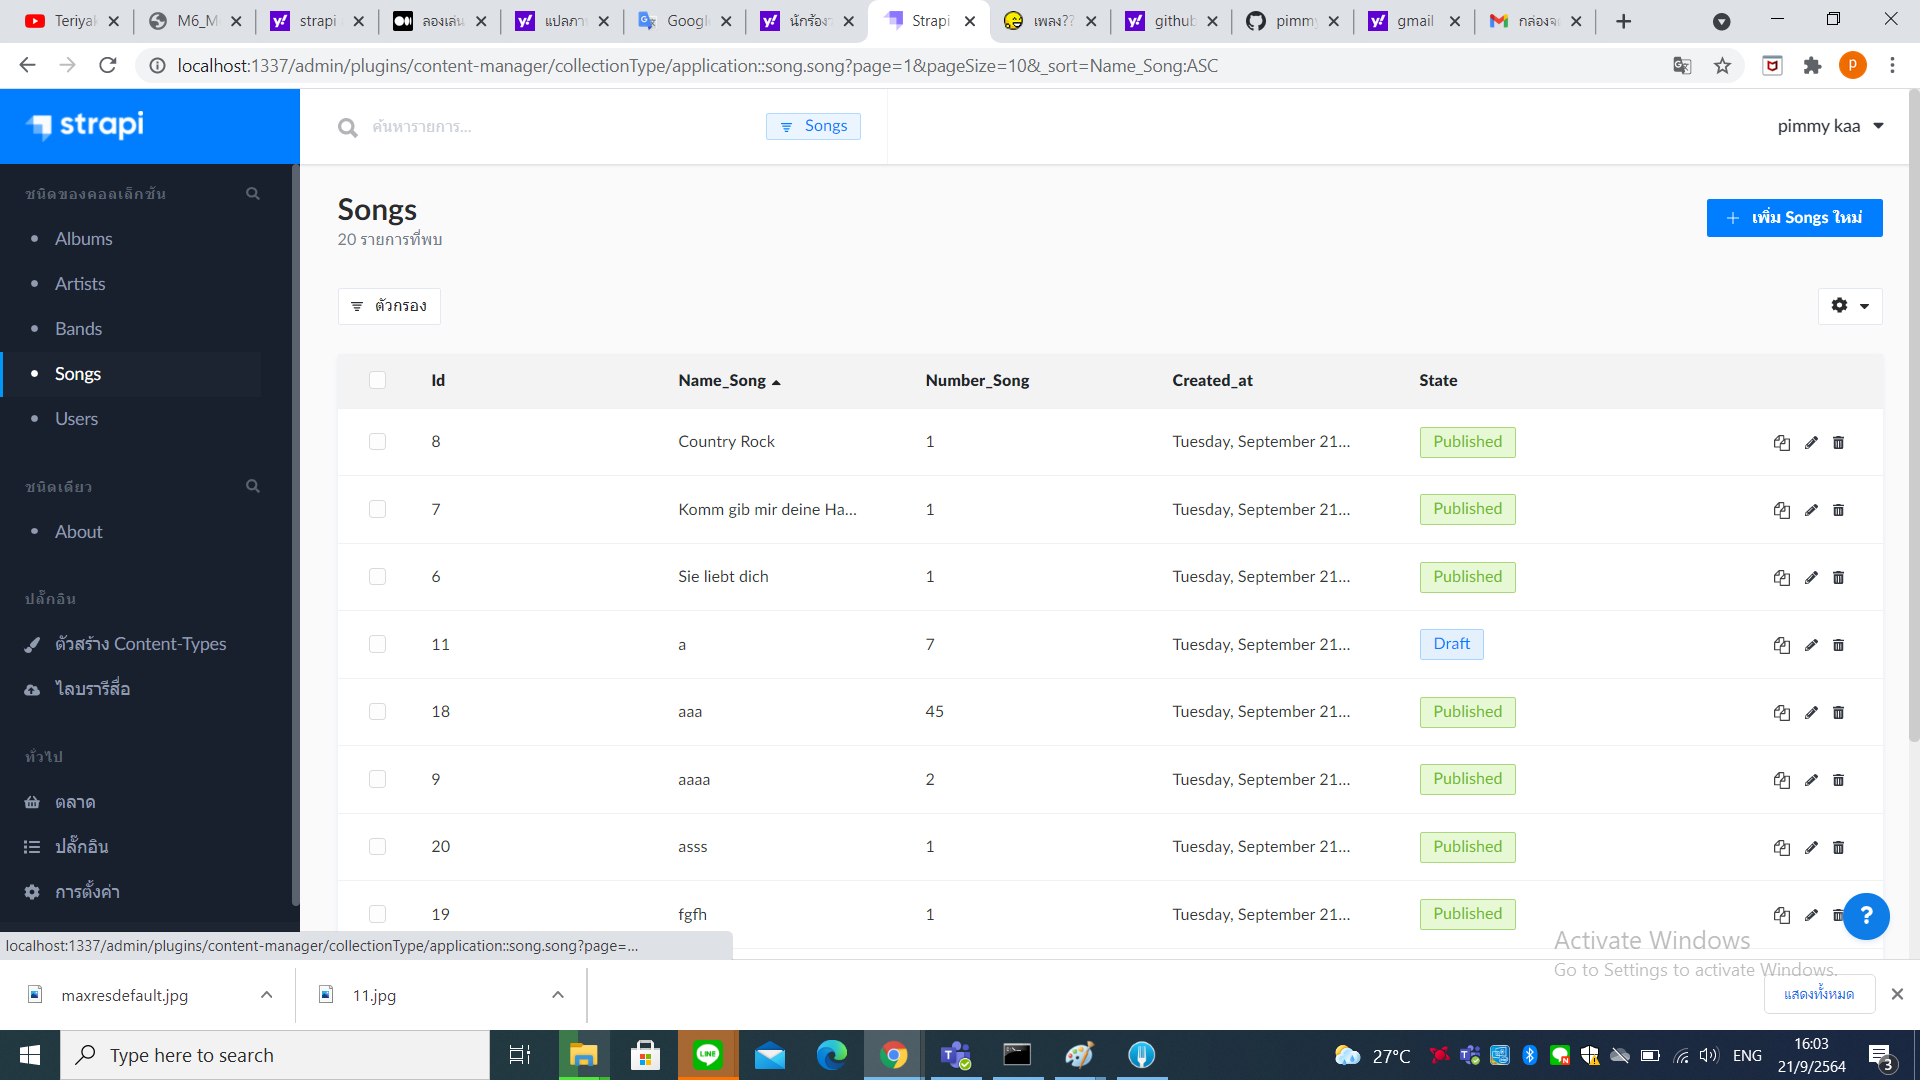 Teriyak
M6_M
strapi
ลองเล่น
แปลภา
Google
นักร้อง
Strapi
เพลง??
github
pimmy
gmail
กล่องจ
localhost:1337/admin/plugins/content-manager/collectionType/application::song.song?page=1&pageSize=10&_sort=Name_Song:ASC
p
strapi
ค้นหารายการ...
Songs
pimmy kaa
ชนิดของคอลเล็กชัน
Albums
Artists
Bands
Songs
Users
ชนิดเดียว
About
ปลั๊กอิน
ตัวสร้าง Content-Types
ไลบรารีสื่อ
ทั่วไป
ตลาด
ปลั๊กอิน
การตั้งค่า
Songs
20 รายการที่พบ
+ เพิ่ม Songs ใหม่
ตัวกรอง
Id Name_Song Number_Song Created_at State
8 Country Rock 1 Tuesday, September 21... Published
7 Komm gib mir deine Ha... 1 Tuesday, September 21... Published
6 Sie liebt dich 1 Tuesday, September 21... Published
11 a 7 Tuesday, September 21... Draft
18 aaa 45 Tuesday, September 21... Published
9 aaaa 2 Tuesday, September 21... Published
20 asss 1 Tuesday, September 21... Published
19 fgfh 1 Tuesday, September 21... Published
?
localhost:1337/admin/plugins/content-manager/collectionType/application::song.song?page=...
Activate Windows
Go to Settings to activate Windows.
maxresdefault.jpg
11.jpg
แสดงทั้งหมด
Type here to search
LINE
27°C
ENG
16:03
21/9/2564
3